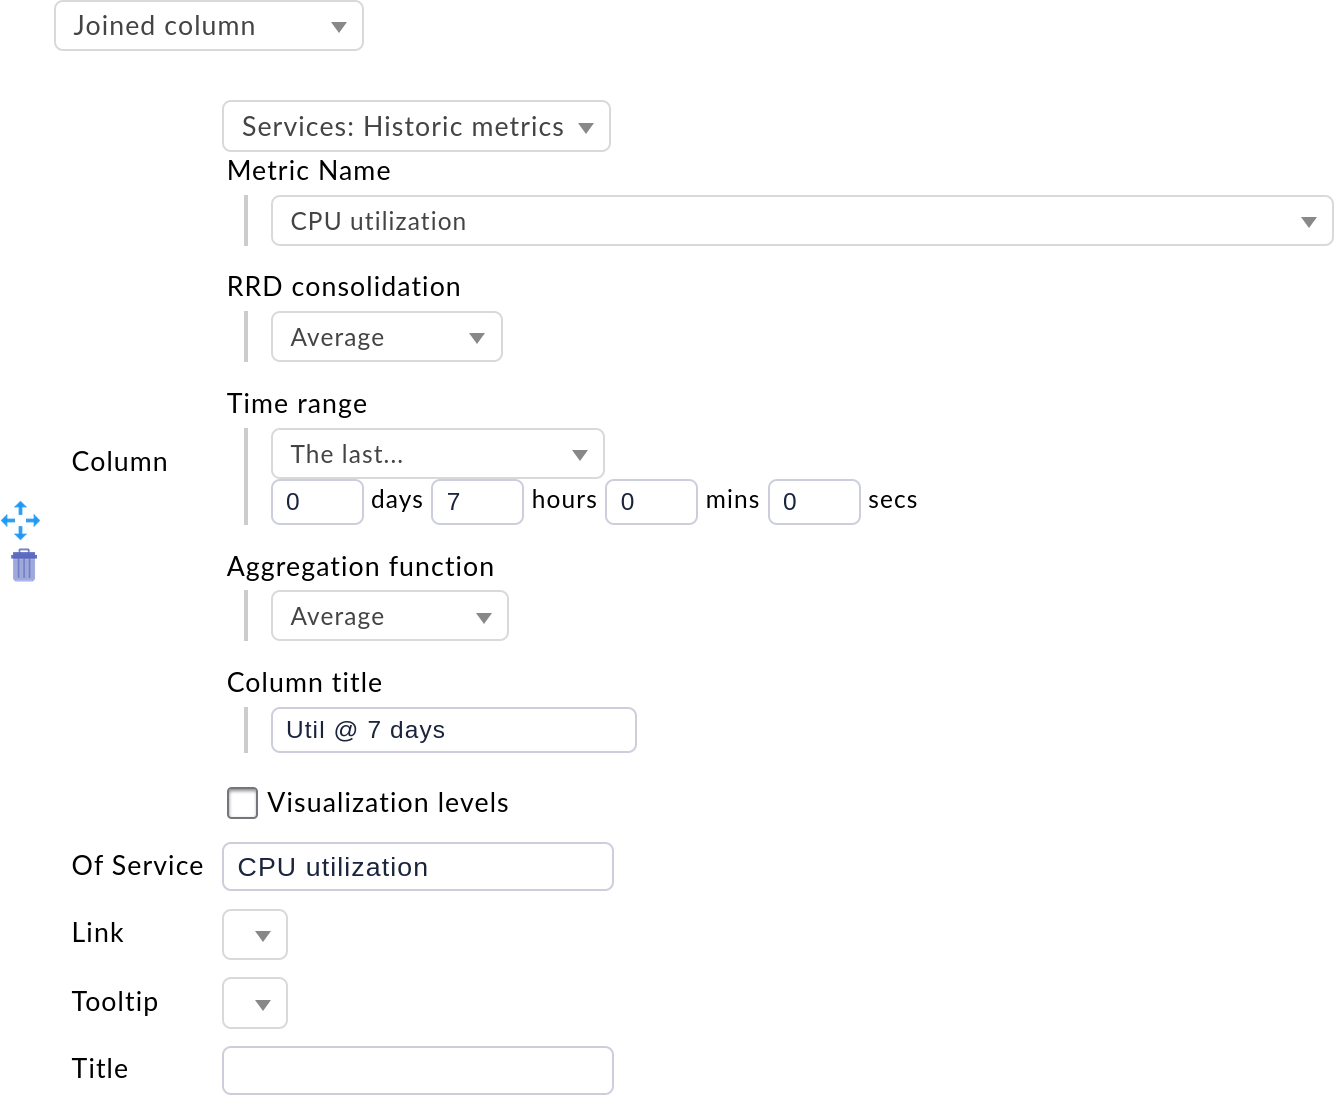 Joined column
Services: Historic metrics
Metric Name
CPU utilization
RRD consolidation
Average
Time range
Column
The last...
0 days 7 hours 0 mins 0 secs
Aggregation function
Average
Column title
Util @ 7 days
Visualization levels
Of Service CPU utilization
Link
Tooltip
Title